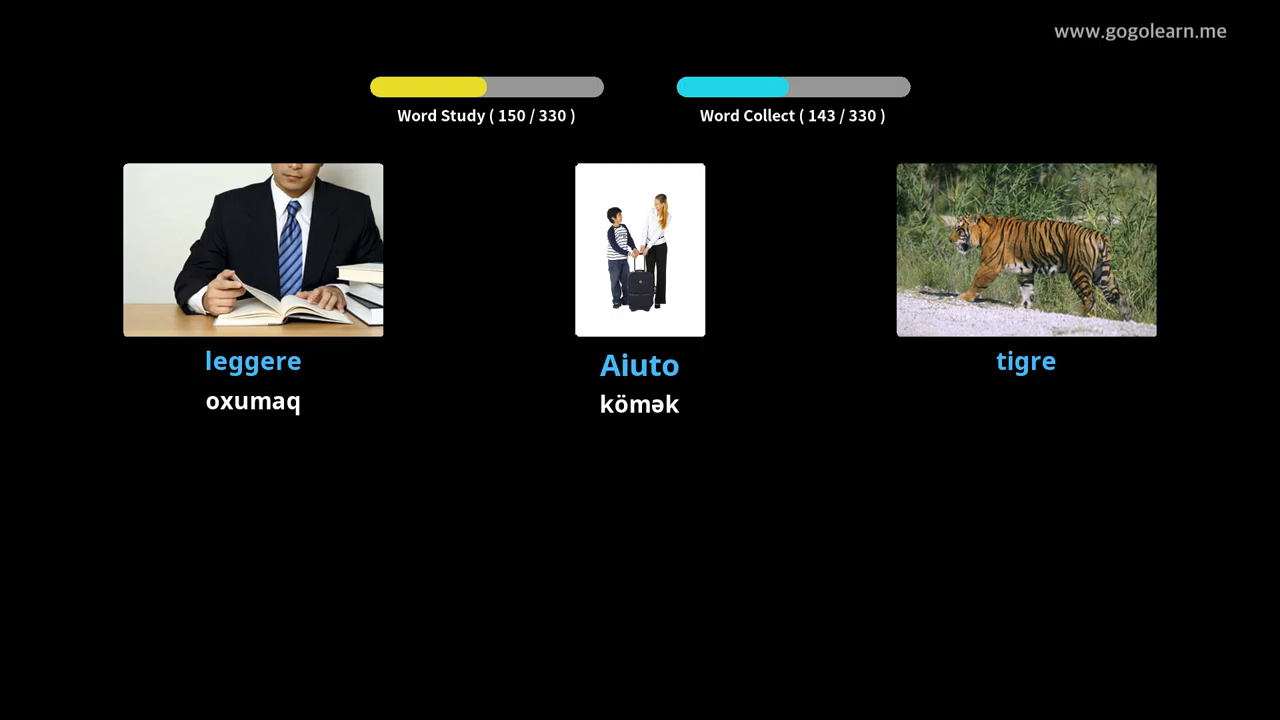 www.gogolearn.me
Word Study ( 150 / 330 )
Word Collect ( 143 / 330 )
leggere
oxumaq
Aiuto
kömək
tigre